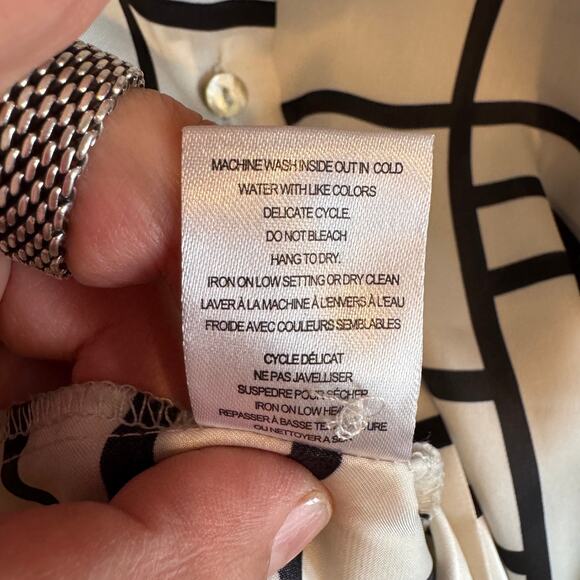 MACHINE WASH INSIDE OUT IN COLD
WATER WITH LIKE COLORS
DELICATE CYCLE.
DO NOT BLEACH
HANG TO DRY.
IRON ON LOW SETTING OR DRY CLEAN
LAVER À LA MACHINE À L'ENVERS À L'EAU
FROIDE AVEC COULEURS SEMBLABLES
CYCLE DÉLICAT
NE PAS JAVELLISER
SUSPEDRE POUR SÉCHER
IRON ON LOW
REPASSER À BASSE
OU NETTOYER À